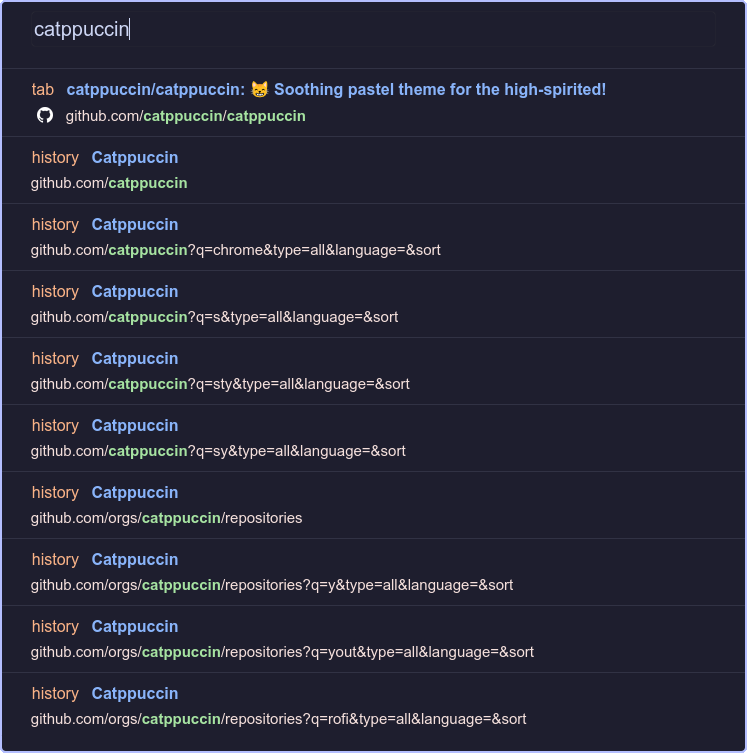 catppuccin
tab catppuccin/catppuccin: 😸 Soothing pastel theme for the high-spirited!
github.com/catppuccin/catppuccin
history Catppuccin
github.com/catppuccin
history Catppuccin
github.com/catppuccin?q=chrome&type=all&language=&sort
history Catppuccin
github.com/catppuccin?q=s&type=all&language=&sort
history Catppuccin
github.com/catppuccin?q=sty&type=all&language=&sort
history Catppuccin
github.com/catppuccin?q=sy&type=all&language=&sort
history Catppuccin
github.com/orgs/catppuccin/repositories
history Catppuccin
github.com/orgs/catppuccin/repositories?q=y&type=all&language=&sort
history Catppuccin
github.com/orgs/catppuccin/repositories?q=yout&type=all&language=&sort
history Catppuccin
github.com/orgs/catppuccin/repositories?q=rofi&type=all&language=&sort